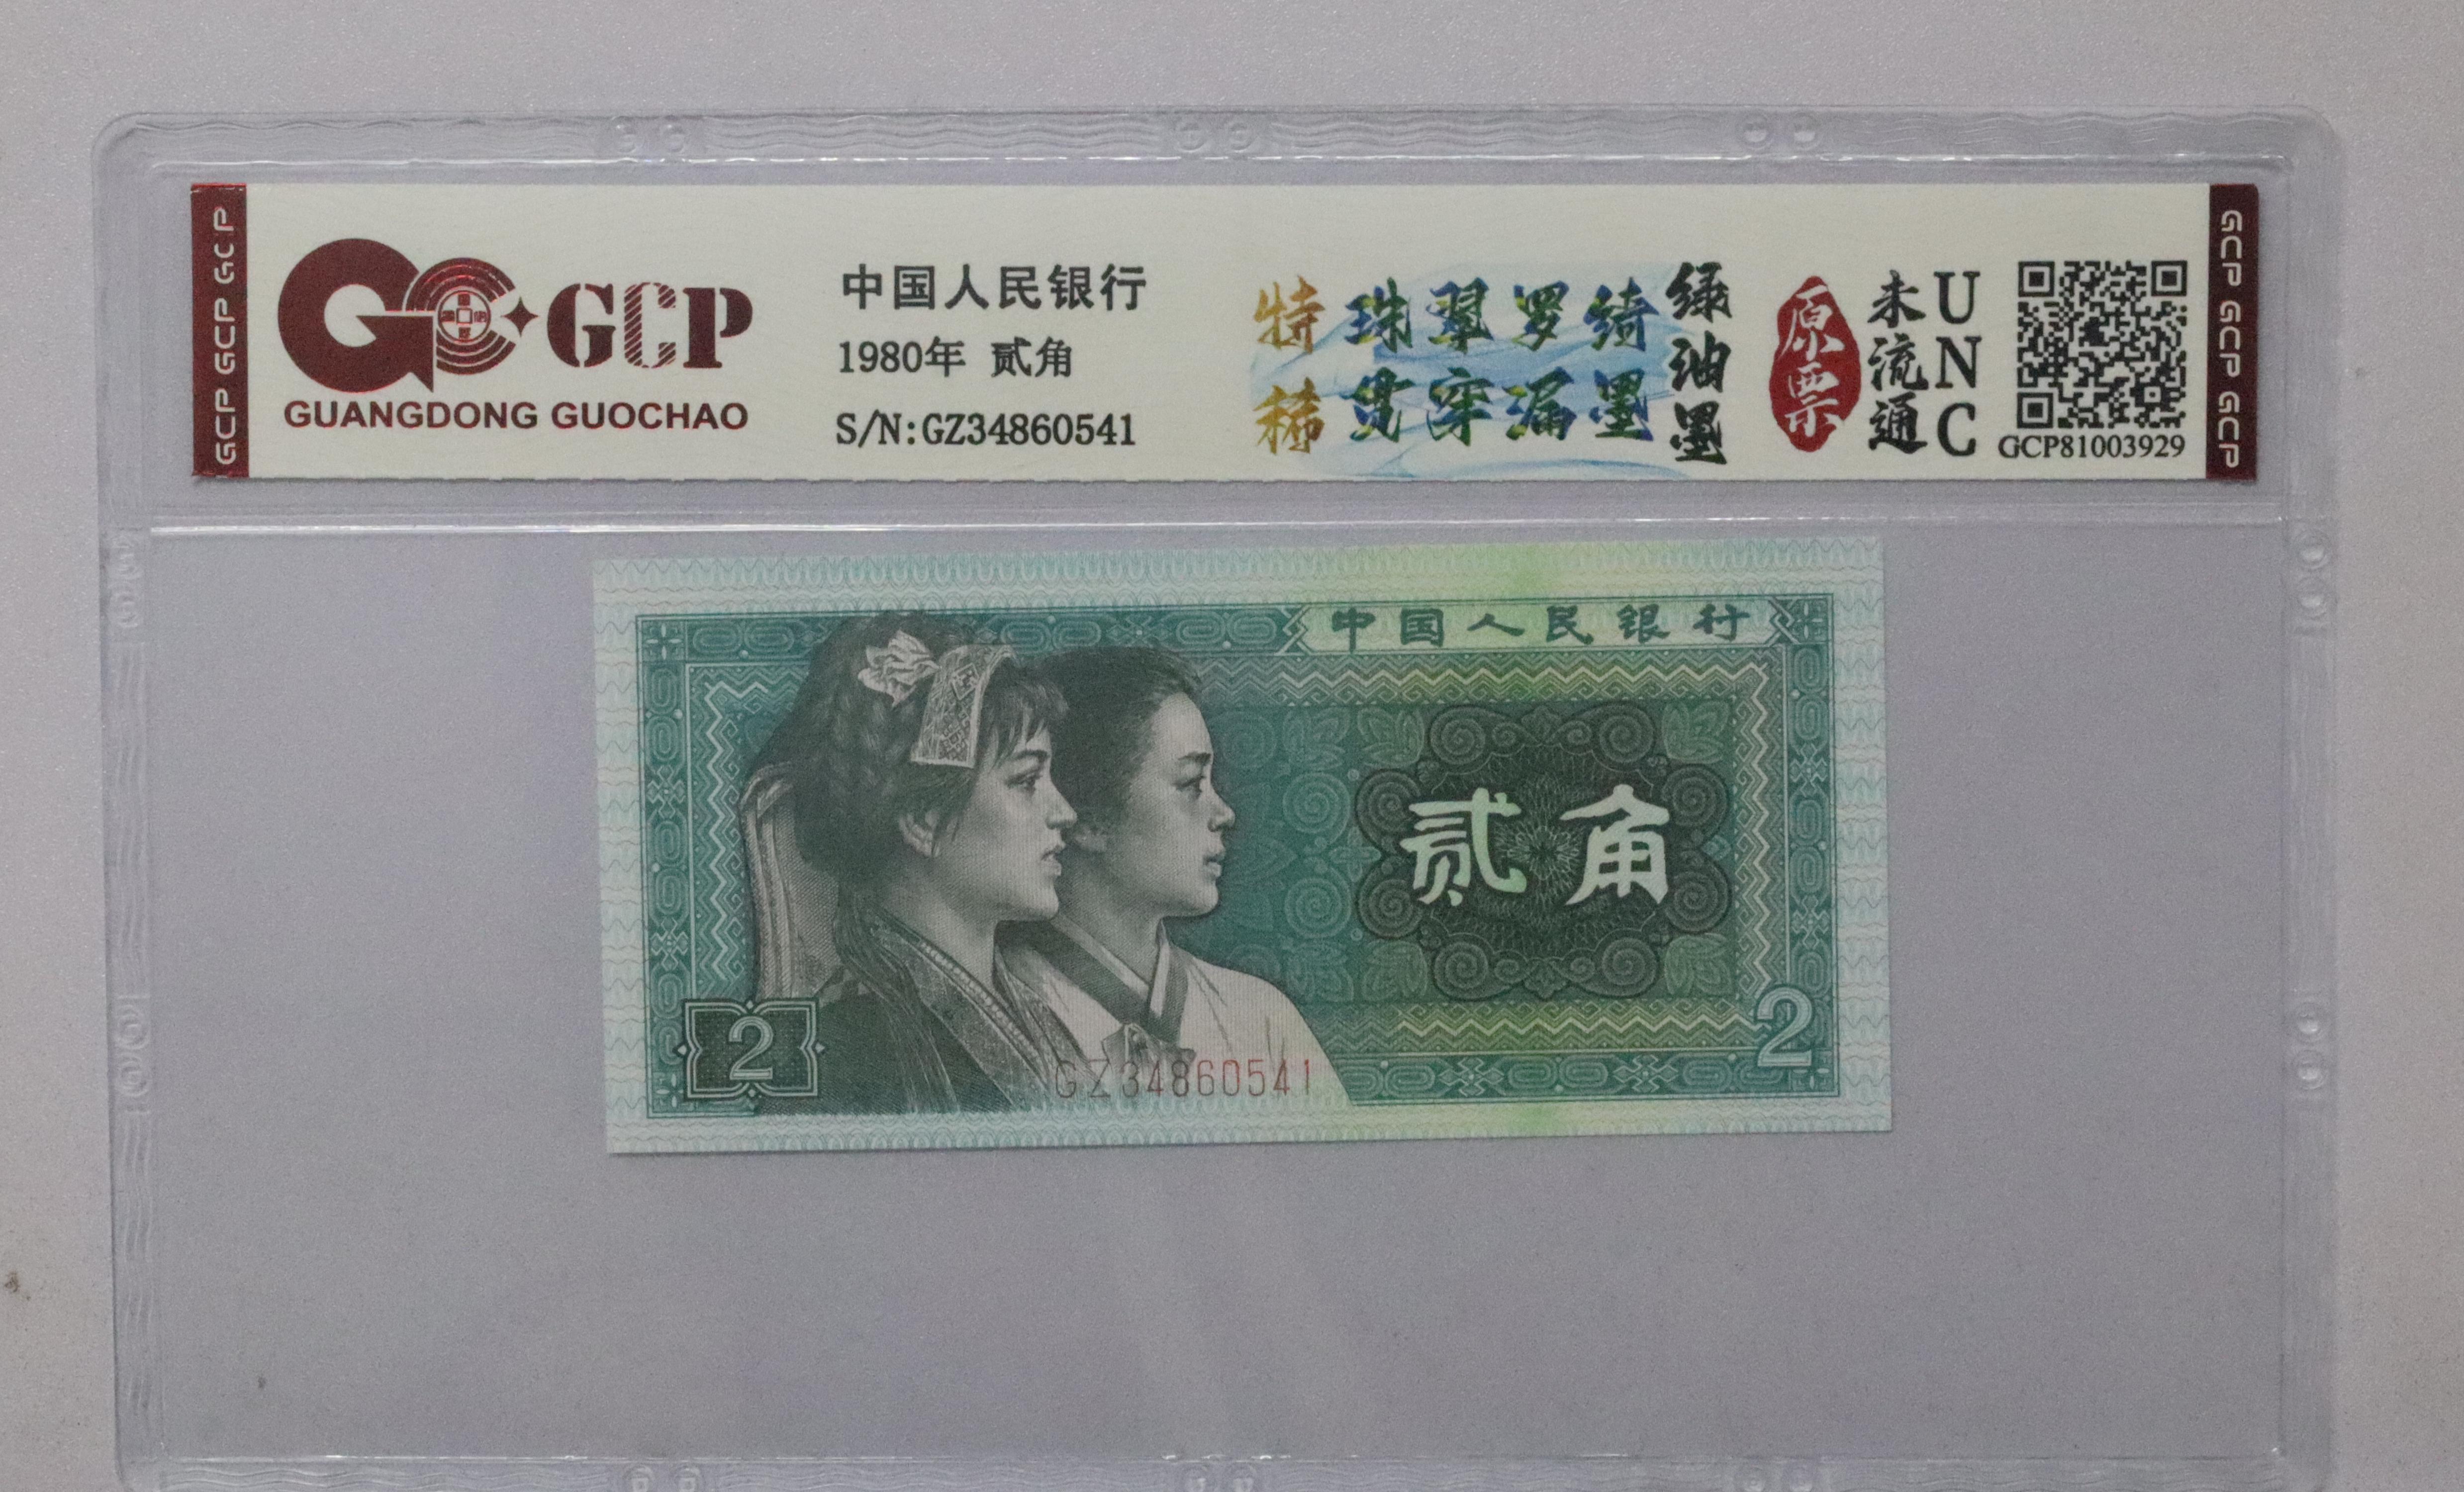 GCP GCP GCP
GCP
GUANGDONG GUOCHAO
中国人民银行
1980年 贰角
S/N:GZ34860541
特稀
珠翠罗绮
贯穿漏墨
绿油墨
原票
未流通
UNC
GCP81003929
GCP GCP GCP
中国人民银行
贰角
2
GZ34860541
2